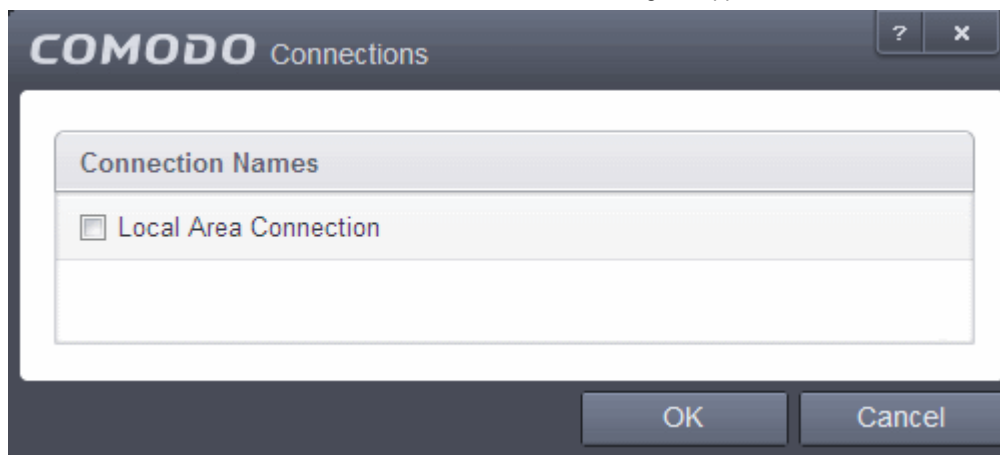 COMODO Connections
? x
Connection Names
Local Area Connection
OK Cancel